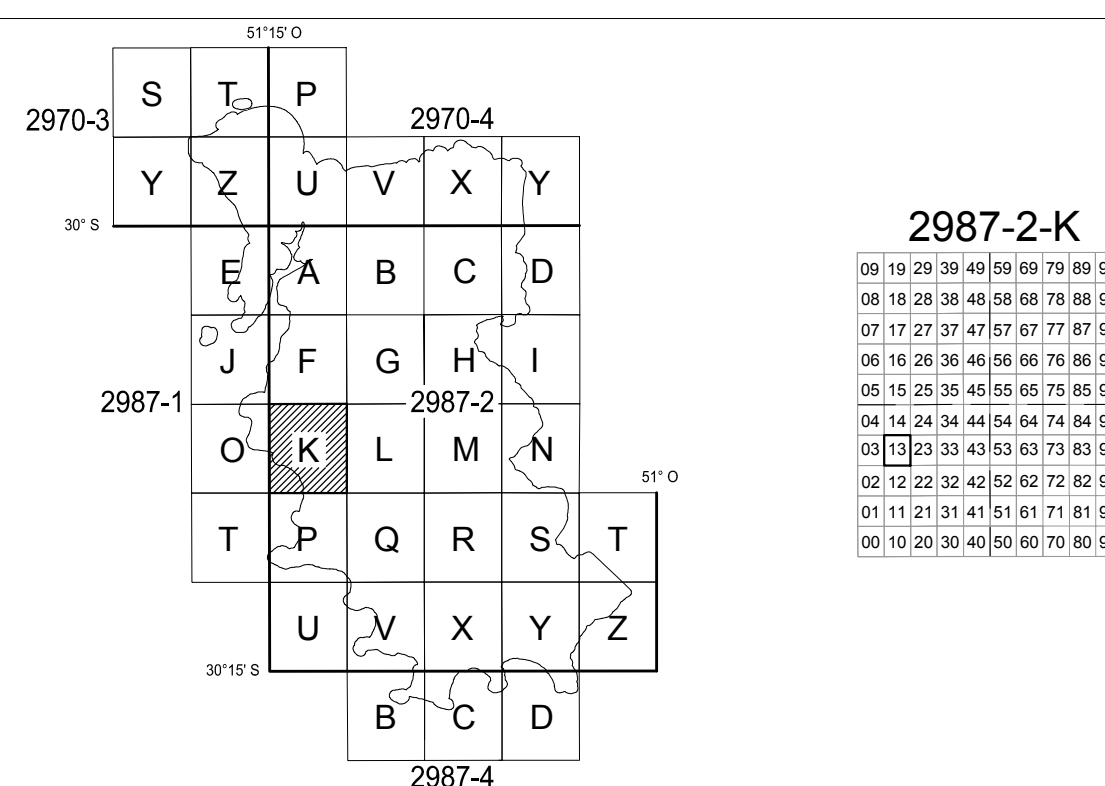 51°15' O
S T P
2970-3 2970-4
Y Z U V X Y
30° S
E A B C D
J F G H I
2987-1 2987-2
O K L M N
51° O
T P Q R S T
U V X Y Z
30°15' S
B C D
2987-4
2987-2-K
09 19 29 39 49 59 69 79 89
08 18 28 38 48 58 68 78 88
07 17 27 37 47 57 67 77 87
06 16 26 36 46 56 66 76 86
05 15 25 35 45 55 65 75 85
04 14 24 34 44 54 64 74 84
03 13 23 33 43 53 63 73 83
02 12 22 32 42 52 62 72 82
01 11 21 31 41 51 61 71 81
00 10 20 30 40 50 60 70 80